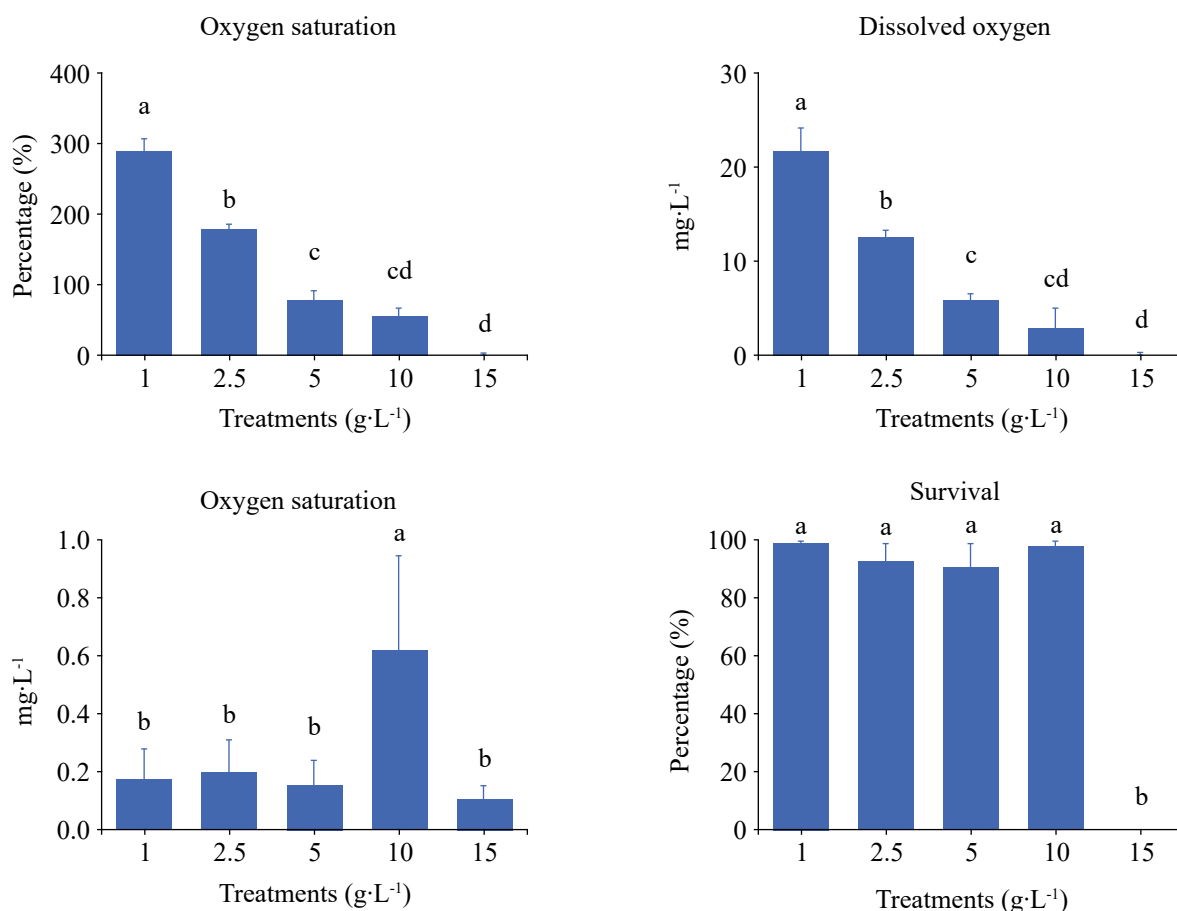 Oxygen saturation
400
300
200
100
0
Percentage (%)
a
b
c
cd
d
1 2.5 5 10 15
Treatments (g·L-1)
Dissolved oxygen
30
20
10
0
mg·L-1
a
b
c
cd
d
1 2.5 5 10 15
Treatments (g·L-1)
Oxygen saturation
1.0
0.8
0.6
0.4
0.2
0.0
mg·L-1
b b b a b
1 2.5 5 10 15
Treatments (g·L-1)
Survival
100
80
60
40
20
0
Percentage (%)
a a a a b
1 2.5 5 10 15
Treatments (g·L-1)